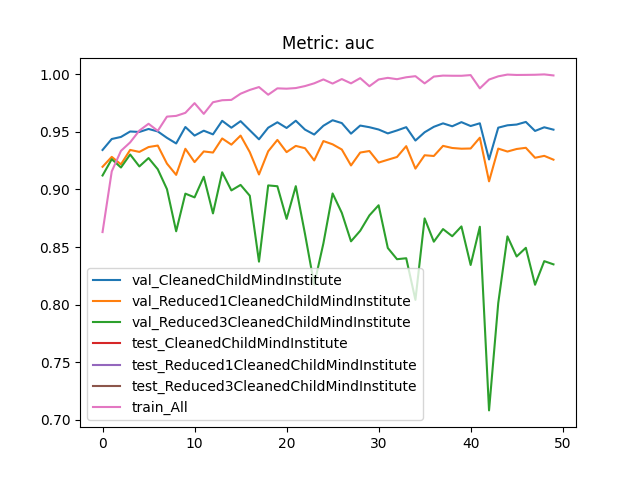 Metric: auc
1.00
0.95
0.90
0.85
0.80
0.75
0.70
val_CleanedChildMindInstitute
val_Reduced1CleanedChildMindInstitute
val_Reduced3CleanedChildMindInstitute
test_CleanedChildMindInstitute
test_Reduced1CleanedChildMindInstitute
test_Reduced3CleanedChildMindInstitute
train_All
0 10 20 30 40 50